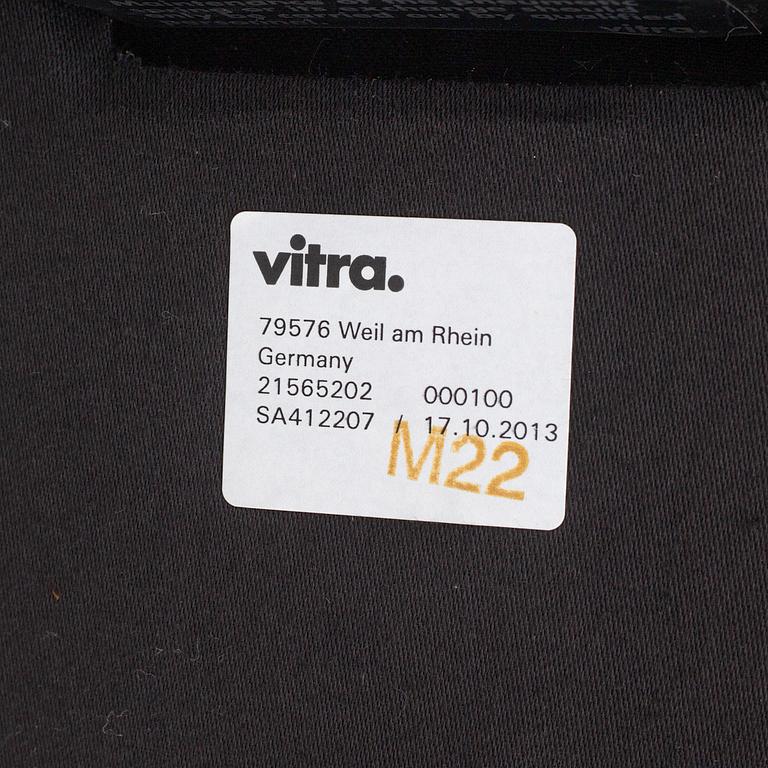 vitra.
79576 Weil am Rhein
Germany
21565202 000100
SA412207 / 17.10.2013
M22